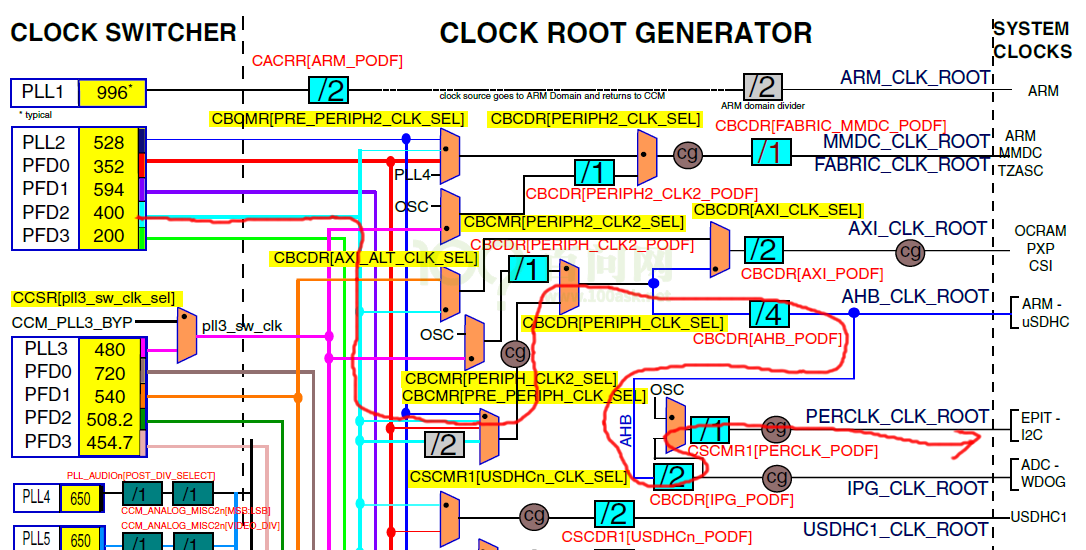 CLOCK SWITCHER
CLOCK ROOT GENERATOR
SYSTEM
CLOCKS
CACRR[ARM_PODF]
PLL1 996*
* typical
/2
clock source goes to ARM Domain and returns to CCM
/2
ARM domain divider
ARM_CLK_ROOT
ARM
CBCMR[PRE_PERIPH2_CLK_SEL]
CBCDR[PERIPH2_CLK_SEL]
CBCDR[FABRIC_MMDC_PODF]
PLL2 528
PFD0 352
PFD1 594
PFD2 400
PFD3 200
PLL4
cg
/1
MMDC_CLK_ROOT
FABRIC_CLK_ROOT
ARM
MMDC
TZASC
/1
CBCDR[PERIPH2_CLK2_PODF]
OSC
CBCMR[PERIPH2_CLK2_SEL]
CBCDR[AXI_CLK_SEL]
CBCDR[PERIPH_CLK2_PODF]
AXI_CLK_ROOT
OCRAM
PXP
CSI
/2
cg
CBCDR[AXI_PODF]
CBCDR[AXI_ALT_CLK_SEL]
/1
www.100ask.net
CCSR[pll3_sw_clk_sel]
CCM_PLL3_BYP
pll3_sw_clk
OSC
cg
CBCDR[PERIPH_CLK_SEL]
/4
CBCDR[AHB_PODF]
AHB_CLK_ROOT
ARM -
uSDHC
PLL3 480
PFD0 720
PFD1 540
PFD2 508.2
PFD3 454.7
CBCMR[PERIPH_CLK2_SEL]
CBCMR[PRE_PERIPH_CLK_SEL]
OSC
AHB
/1
cg
PERCLK_CLK_ROOT
EPIT -
I2C
CSCMR1[PERCLK_PODF]
/2
CSCMR1[USDHCn_CLK_SEL]
/2
cg
CBCDR[IPG_PODF]
IPG_CLK_ROOT
ADC -
WDOG
PLL_AUDIOn[POST_DIV_SELECT]
PLL4 650
/1 /1
CCM_ANALOG_MISC2n[MSB:LSB]
CCM_ANALOG_MISC2n[VIDEO_DIV]
PLL5 650
/1 /1
cg
/2
CSCDR1[USDHCn_PODF]
USDHC1_CLK_ROOT
USDHC1